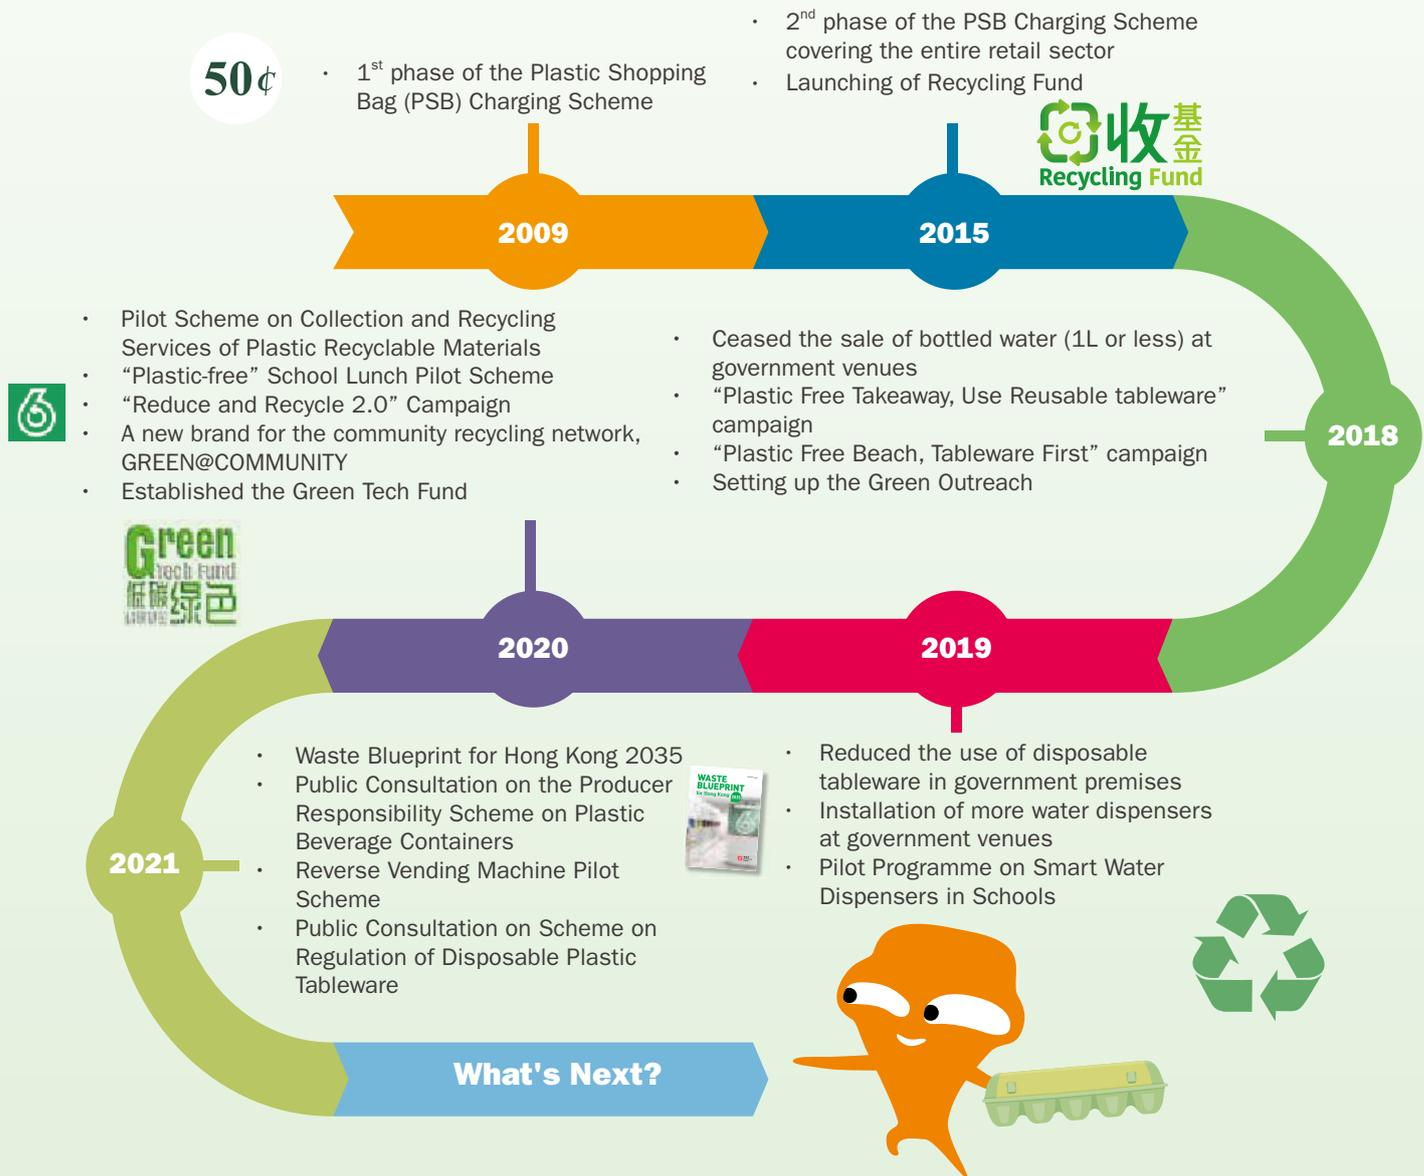 50¢
• 1st phase of the Plastic Shopping
Bag (PSB) Charging Scheme
• 2nd phase of the PSB Charging Scheme
covering the entire retail sector
• Launching of Recycling Fund
收
基
金
Recycling Fund
2009
2015
• Pilot Scheme on Collection and Recycling
Services of Plastic Recyclable Materials
• “Plastic-free” School Lunch Pilot Scheme
• “Reduce and Recycle 2.0” Campaign
• A new brand for the community recycling network,
GREEN@COMMUNITY
• Established the Green Tech Fund
• Ceased the sale of bottled water (1L or less) at
government venues
• “Plastic Free Takeaway, Use Reusable tableware”
campaign
• “Plastic Free Beach, Tableware First” campaign
• Setting up the Green Outreach
2018
Green
Tech Fund
低碳綠色
2020
2019
• Waste Blueprint for Hong Kong 2035
• Public Consultation on the Producer
Responsibility Scheme on Plastic
Beverage Containers
• Reverse Vending Machine Pilot
Scheme
• Public Consultation on Scheme on
Regulation of Disposable Plastic
Tableware
WASTE
BLUEPRINT
for Hong Kong 2035
• Reduced the use of disposable
tableware in government premises
• Installation of more water dispensers
at government venues
• Pilot Programme on Smart Water
Dispensers in Schools
2021
What's Next?